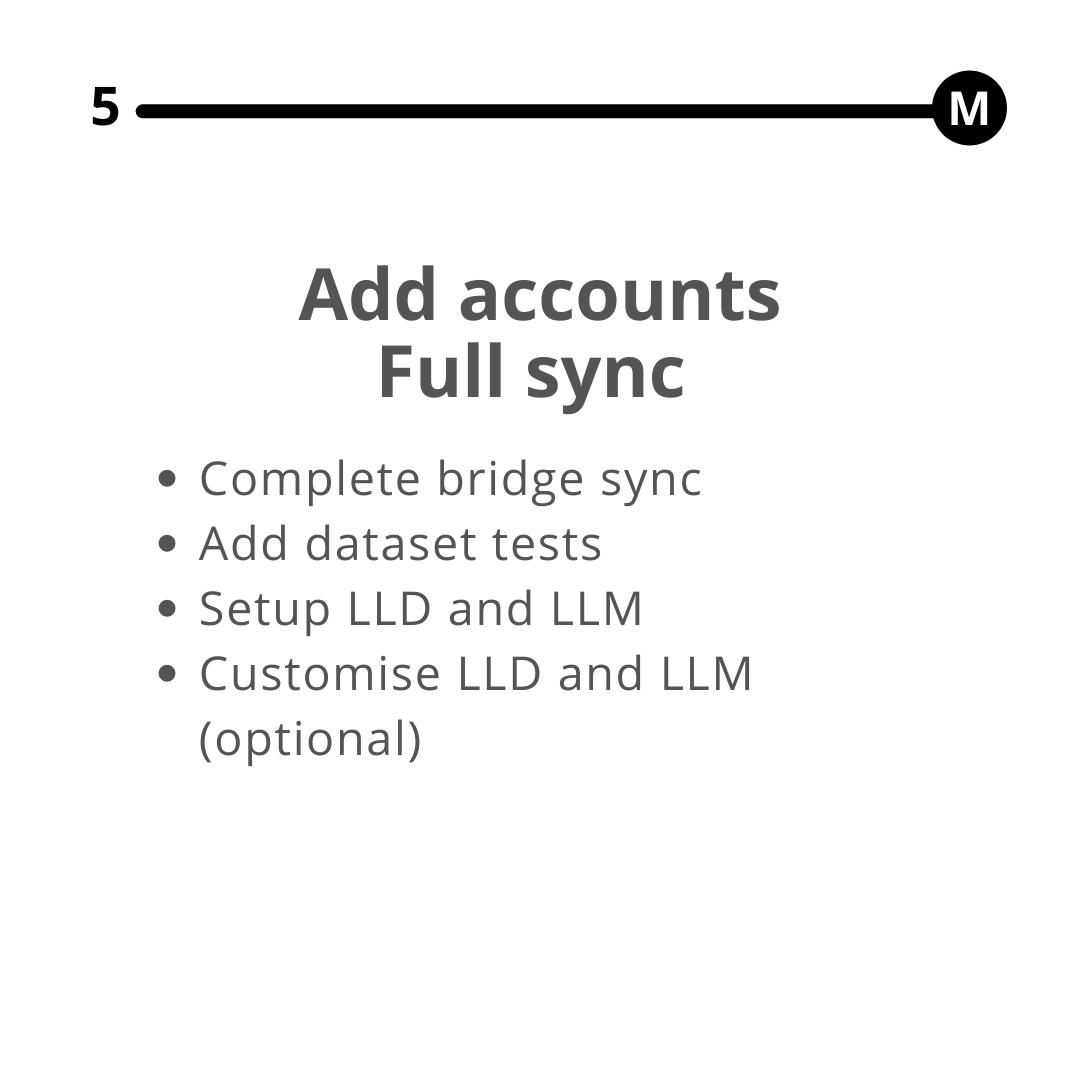 5
M
Add accounts
Full sync
• Complete bridge sync
• Add dataset tests
• Setup LLD and LLM
• Customise LLD and LLM
(optional)